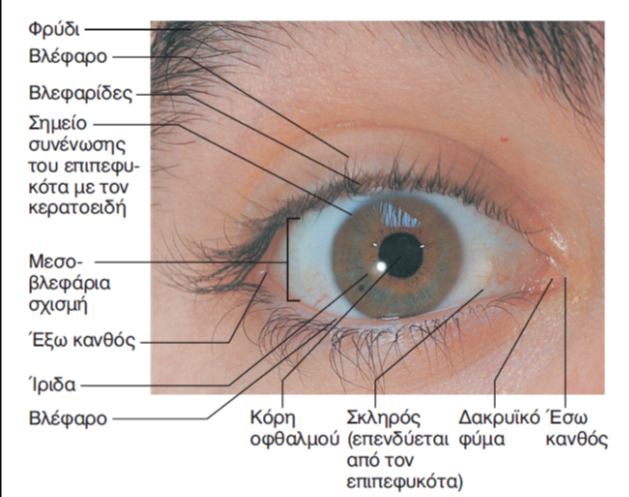 Φρύδι
Βλέφαρο
Βλεφαρίδες
Σημείο
συνένωσης
του επιπεφυ-
κότα με τον
κερατοειδή
Μεσο-
βλεφάρια
σχισμή
Έξω κανθός
Ίριδα
Βλέφαρο
Κόρη
οφθαλμού
Σκληρός
(επενδύεται
από τον
επιπεφυκότα)
Δακρυϊκό
φύμα
Έσω
κανθός